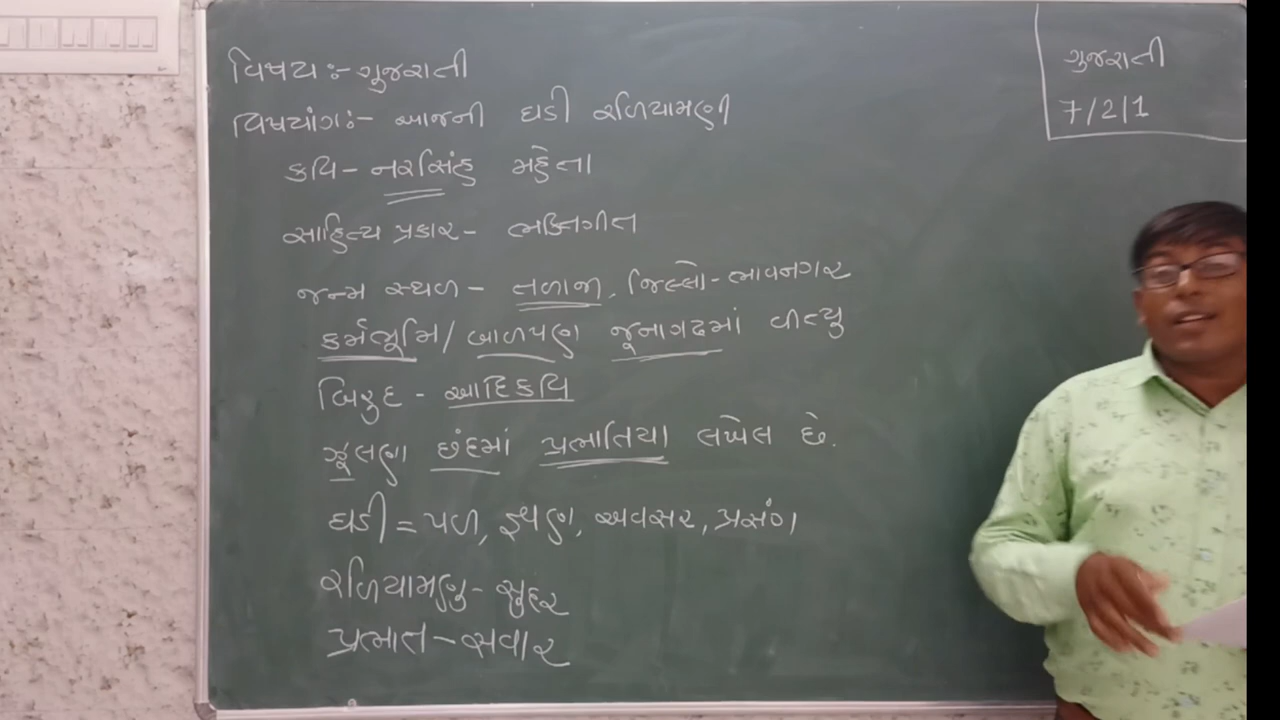 વિષય :- ગુજરાતી
વિષયાંગ :- આજની ઘડી રળિયામણી
કવિ - નરસિંહ મહેતા
સાહિત્ય પ્રકાર - ભક્તિગીત
જન્મ સ્થળ - તળાજા, જિલ્લો - ભાવનગર
કર્મભૂમિ / બાળપણ જૂનાગઢમાં વીત્યુ
બિરુદ - આદિકવિ
ઝૂલણા છંદમાં પ્રભાતિયા લખેલ છે.
ઘડી = પળ, ક્ષણ, અવસર, પ્રસંગ
રળિયામણુ - સુંદર
પ્રભાત - સવાર
ગુજરાતી
7/2/1